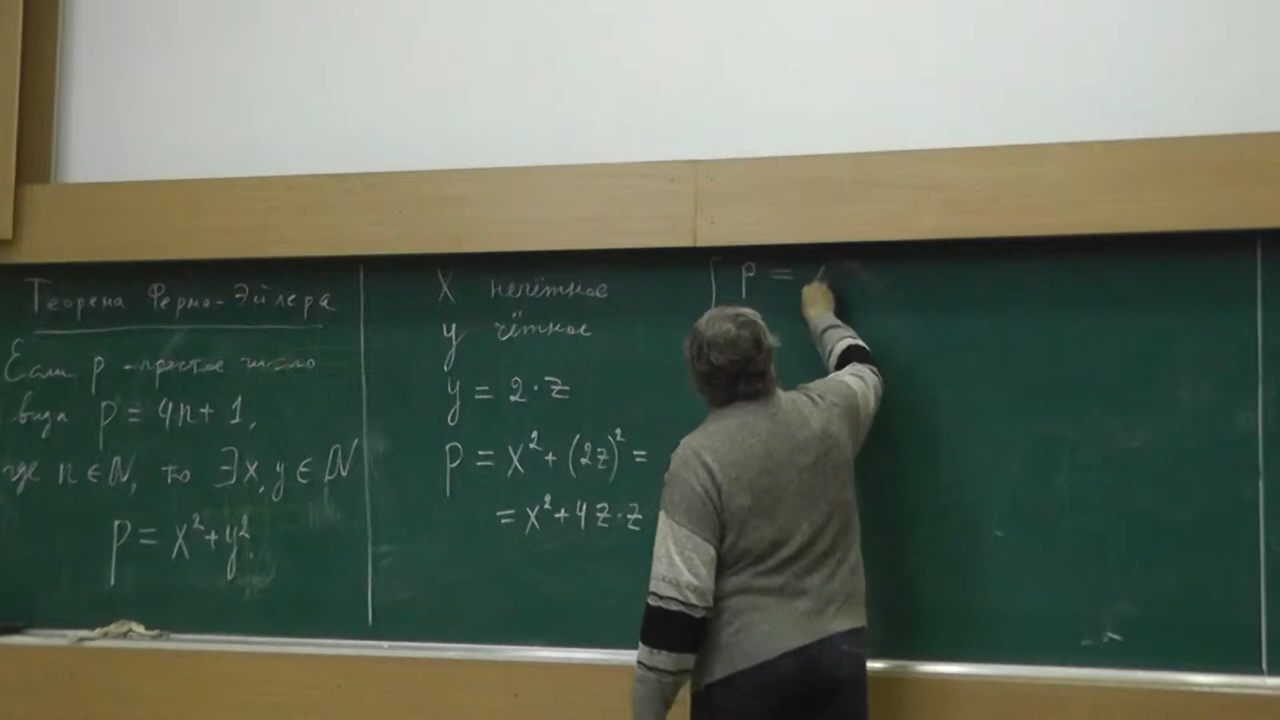 Теорема Ферма-Эйлера
Если p - простое число
вида p = 4n + 1,
где n ∈ ℕ, то ∃ x, y ∈ ℕ
p = x² + y².
x нечётное
y чётное
y = 2 · z
p = x² + (2z)² =
= x² + 4z · z
p =